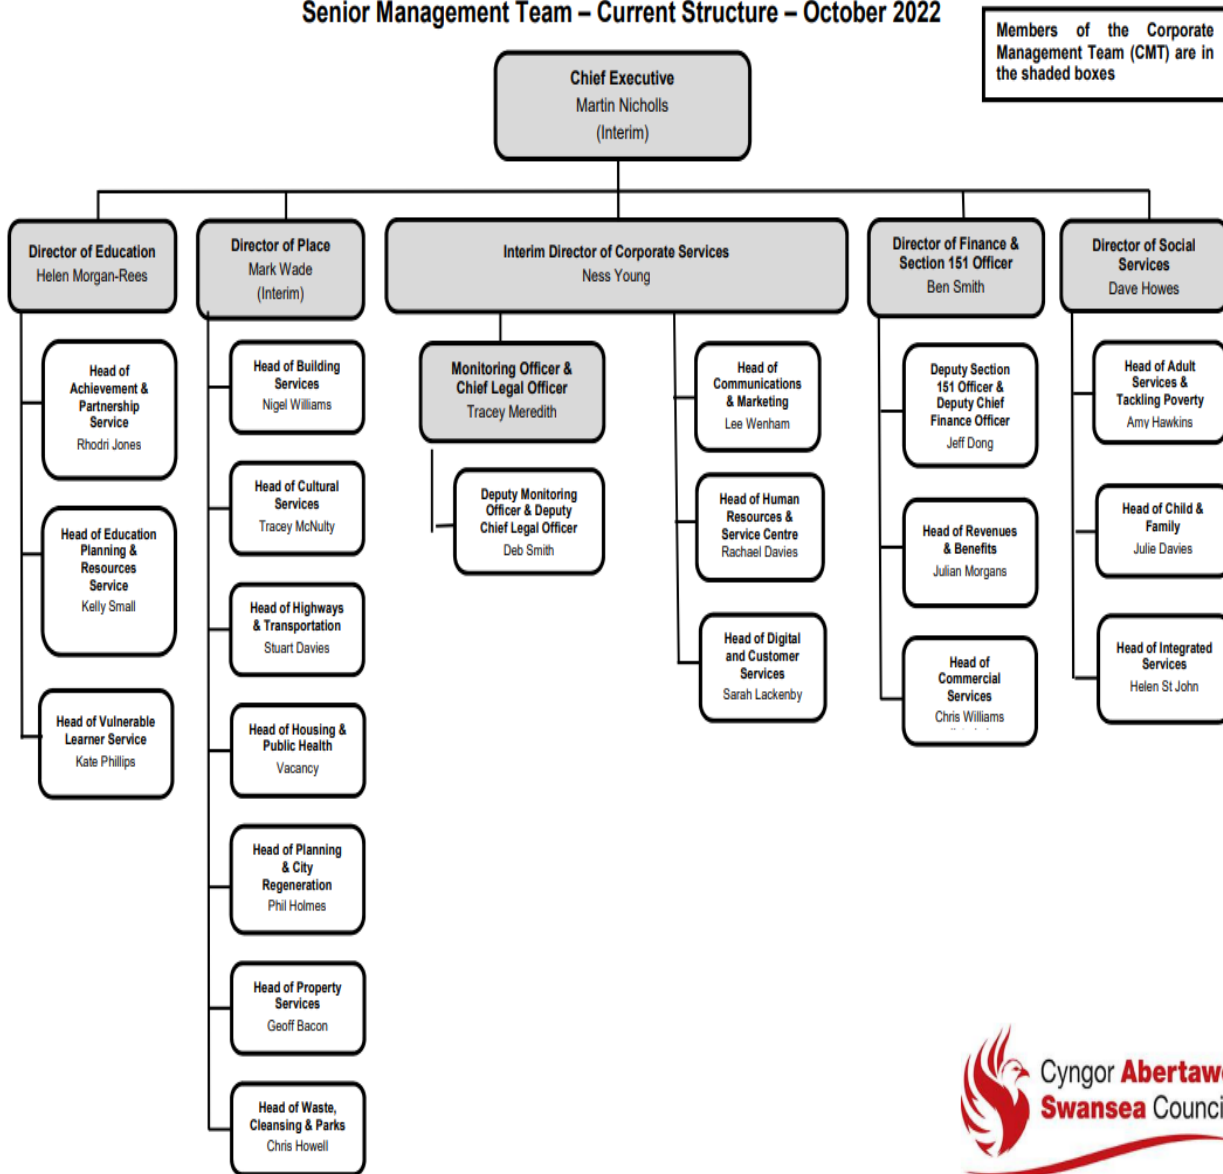 Senior Management Team – Current Structure – October 2022
Members of the Corporate
Management Team (CMT) are in
the shaded boxes
Chief Executive
Martin Nicholls
(Interim)
Director of Education
Helen Morgan-Rees
Director of Place
Mark Wade
(Interim)
Interim Director of Corporate Services
Ness Young
Director of Finance &
Section 151 Officer
Ben Smith
Director of Social
Services
Dave Howes
Head of
Achievement &
Partnership
Service
Rhodri Jones
Head of Education
Planning &
Resources
Service
Kelly Small
Head of Vulnerable
Learner Service
Kate Phillips
Head of Building
Services
Nigel Williams
Head of Cultural
Services
Tracey McNulty
Head of Highways
& Transportation
Stuart Davies
Head of Housing &
Public Health
Vacancy
Head of Planning
& City
Regeneration
Phil Holmes
Head of Property
Services
Geoff Bacon
Head of Waste,
Cleansing & Parks
Chris Howell
Monitoring Officer &
Chief Legal Officer
Tracey Meredith
Deputy Monitoring
Officer & Deputy
Chief Legal Officer
Deb Smith
Head of
Communications
& Marketing
Lee Wenham
Head of Human
Resources &
Service Centre
Rachael Davies
Head of Digital
and Customer
Services
Sarah Lackenby
Deputy Section
151 Officer &
Deputy Chief
Finance Officer
Jeff Dong
Head of Revenues
& Benefits
Julian Morgans
Head of
Commercial
Services
Chris Williams
Head of Adult
Services &
Tackling Poverty
Amy Hawkins
Head of Child &
Family
Julie Davies
Head of Integrated
Services
Helen St John
Cyngor Abertawe
Swansea Council